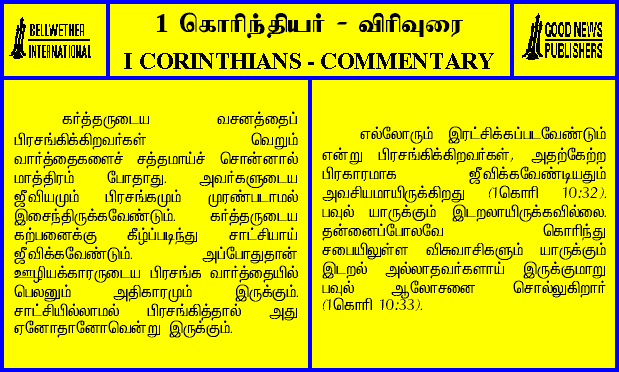 BELLWETHER
INTERNATIONAL
1 கொரிந்தியர் - விரிவுரை
I CORINTHIANS - COMMENTARY
GOOD NEWS
PUBLISHERS
கர்த்தருடைய வசனத்தைப்
பிரசங்கிக்கிறவர்கள் வெறும்
வார்த்தைகளைச் சத்தமாய்ச் சொன்னால்
மாத்திரம் போதாது. அவர்களுடைய
ஜீவியமும் பிரசங்கமும் முரண்படாமல்
இசைந்திருக்கவேண்டும். கர்த்தருடைய
கற்பனைக்கு கீழ்ப்படிந்து சாட்சியாய்
ஜீவிக்கவேண்டும். அப்போதுதான்
ஊழியக்காரருடைய பிரசங்க வார்த்தையில்
பெலனும் அதிகாரமும் இருக்கும்.
சாட்சியில்லாமல் பிரசங்கித்தால் அது
ஏனோதானோவென்று இருக்கும்.
எல்லோரும் இரட்சிக்கப்படவேண்டும்
என்று பிரசங்கிக்கிறவர்கள், அதற்கேற்ற
பிரகாரமாக ஜீவிக்கவேண்டியதும்
அவசியமாயிருக்கிறது (1கொரி 10:32).
பவுல் யாருக்கும் இடறலாயிருக்கவில்லை.
தன்னைப்போலவே கொரிந்து
சபையிலுள்ள விசுவாசிகளும் யாருக்கும்
இடறல் அல்லாதவர்களாய் இருக்குமாறு
பவுல் ஆலோசனை சொல்லுகிறார்
(1கொரி 10:33).